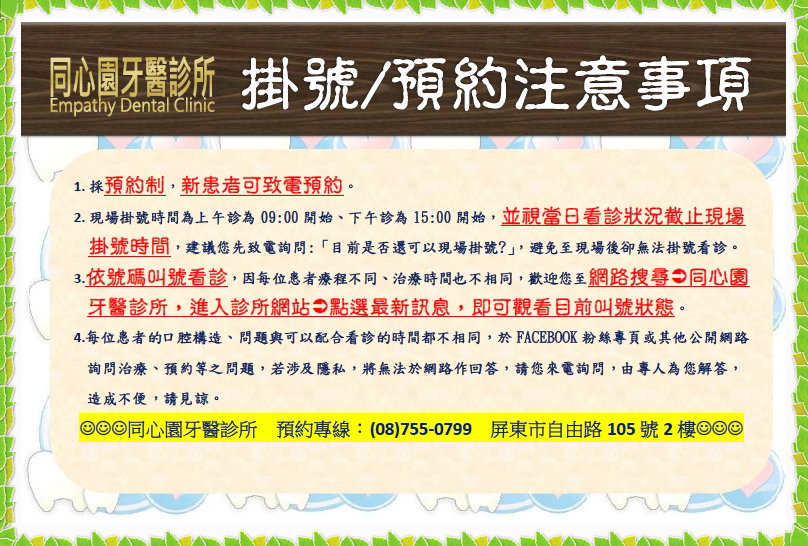 同心園牙醫診所
Empathy Dental Clinic
掛號/預約注意事項
1. 採預約制，新患者可致電預約。
2. 現場掛號時間為上午診為 09:00 開始、下午診為 15:00 開始，並視當日看診狀況截止現場
掛號時間，建議您先致電詢問:「目前是否還可以現場掛號?」，避免至現場後卻無法掛號看診。
3.依號碼叫號看診，因每位患者療程不同、治療時間也不相同，歡迎您至網路搜尋➲同心園
牙醫診所，進入診所網站➲點選最新訊息，即可觀看目前叫號狀態。
4.每位患者的口腔構造、問題與可以配合看診的時間都不相同，於 FACEBOOK 粉絲專頁或其他公開網路
詢問治療、預約等之問題，若涉及隱私，將無法於網路作回答，請您來電詢問，由專人為您解答，
造成不便，請見諒。
☺☺☺同心園牙醫診所　預約專線：(08)755-0799　屏東市自由路 105 號 2 樓☺☺☺